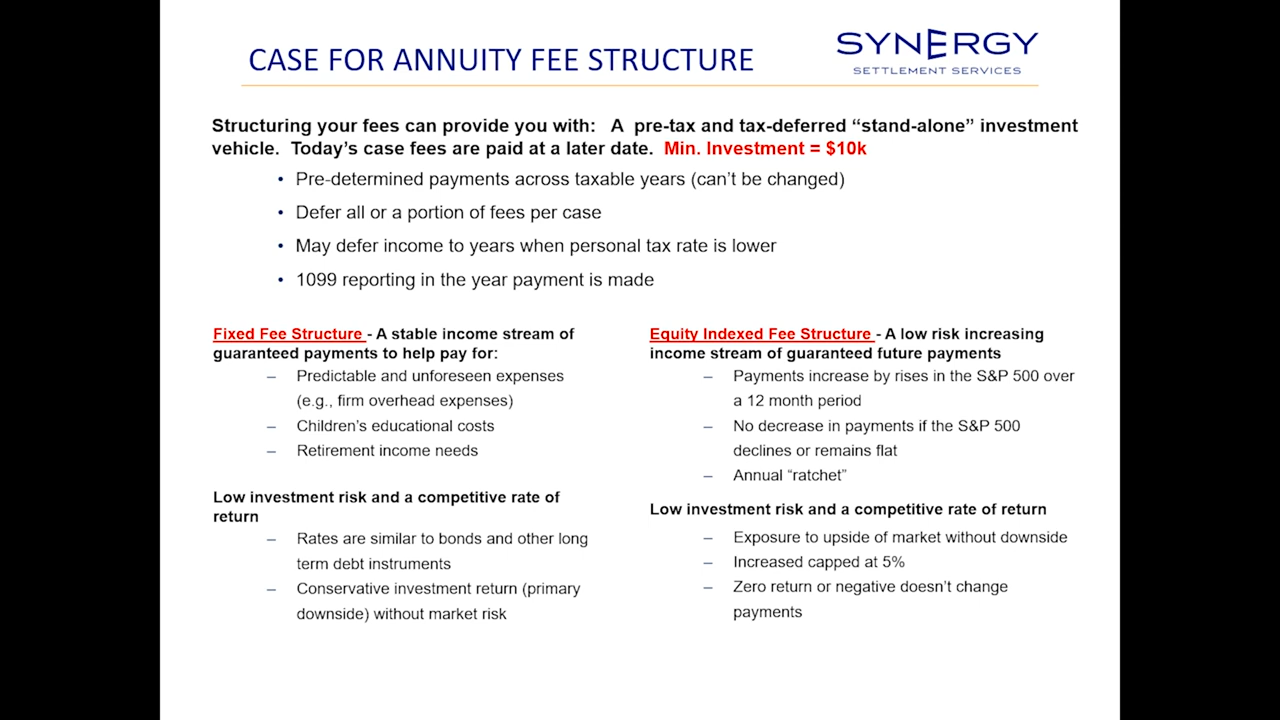 CASE FOR ANNUITY FEE STRUCTURE
SYNERGY
SETTLEMENT SERVICES
Structuring your fees can provide you with: A pre-tax and tax-deferred “stand-alone” investment
vehicle. Today’s case fees are paid at a later date. Min. Investment = $10k
• Pre-determined payments across taxable years (can’t be changed)
• Defer all or a portion of fees per case
• May defer income to years when personal tax rate is lower
• 1099 reporting in the year payment is made
Fixed Fee Structure - A stable income stream of
guaranteed payments to help pay for:
– Predictable and unforeseen expenses
(e.g., firm overhead expenses)
– Children’s educational costs
– Retirement income needs
Low investment risk and a competitive rate of
return
– Rates are similar to bonds and other long
term debt instruments
– Conservative investment return (primary
downside) without market risk
Equity Indexed Fee Structure - A low risk increasing
income stream of guaranteed future payments
– Payments increase by rises in the S&P 500 over
a 12 month period
– No decrease in payments if the S&P 500
declines or remains flat
– Annual “ratchet”
Low investment risk and a competitive rate of return
– Exposure to upside of market without downside
– Increased capped at 5%
– Zero return or negative doesn’t change
payments